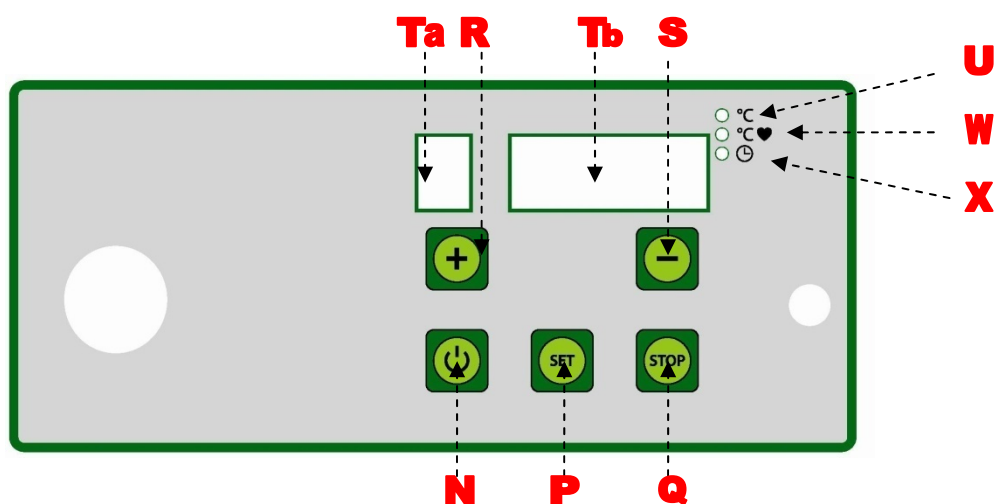 Ta R Tb S
U
℃
℃ ♥
W
X
+ −
SET STOP
N P Q